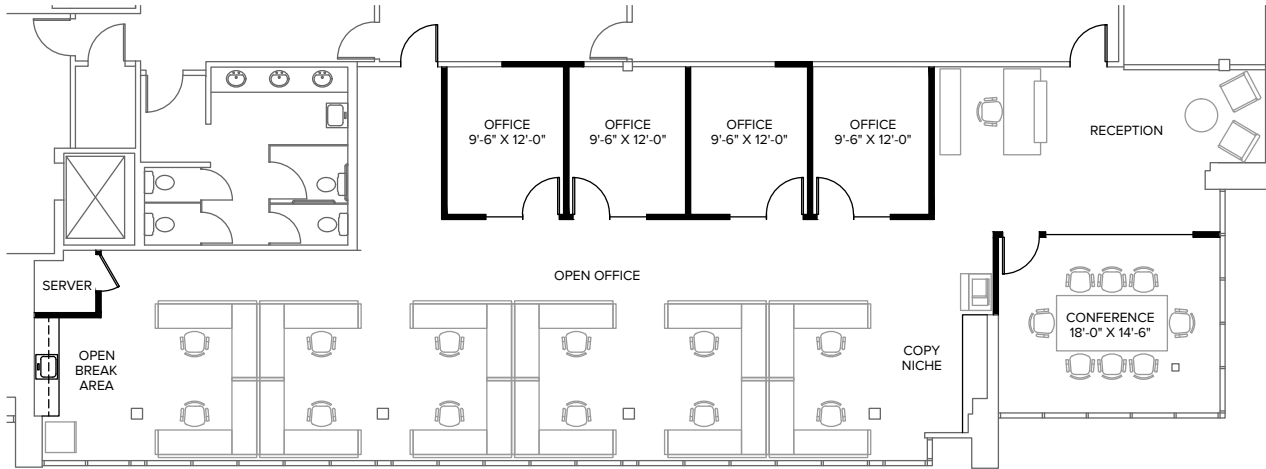 OFFICE
9'-6" X 12'-0"
OFFICE
9'-6" X 12'-0"
OFFICE
9'-6" X 12'-0"
OFFICE
9'-6" X 12'-0"
RECEPTION
SERVER
OPEN OFFICE
CONFERENCE
18'-0" X 14'-6"
OPEN
BREAK
AREA
COPY
NICHE